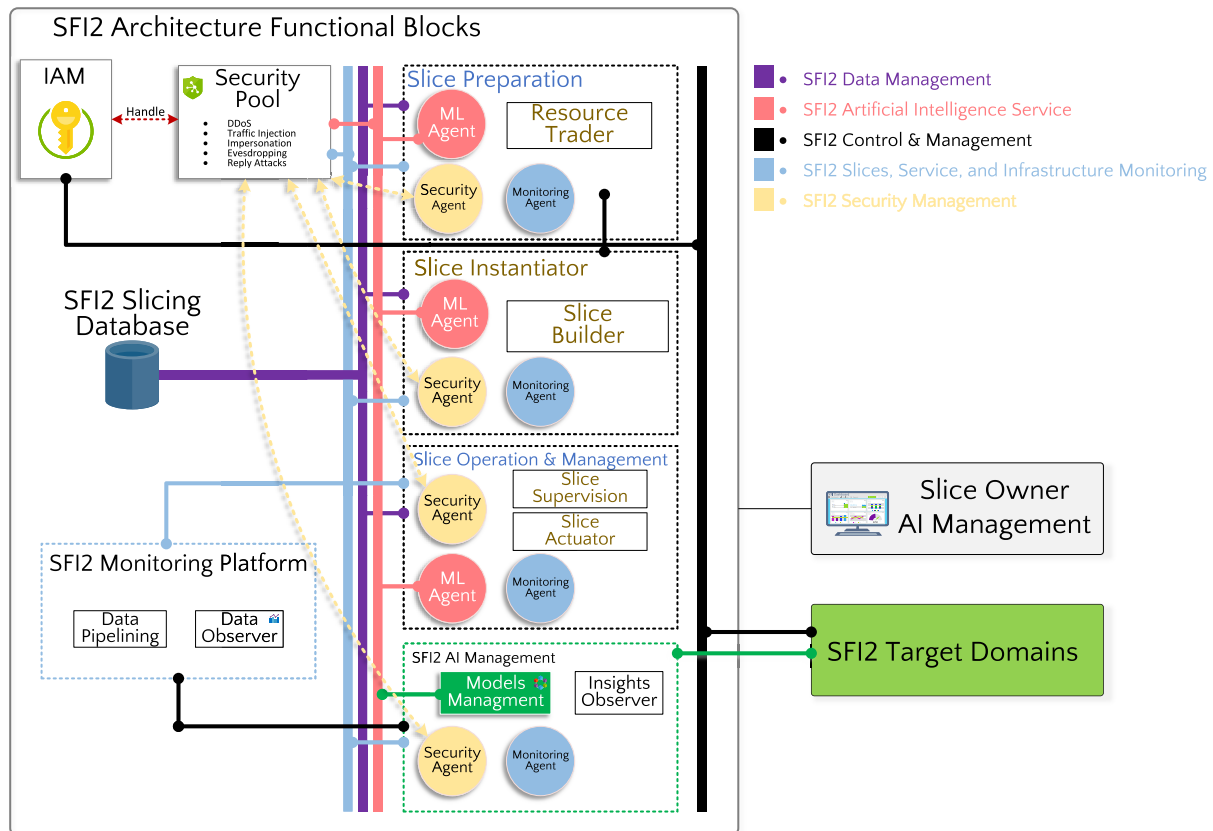 SFI2 Architecture Functional Blocks
IAM
Handle
Security
Pool
• DDoS
• Traffic Injection
• Impersonation
• Evesdropping
• Reply Attacks
Slice Preparation
ML
Agent
Resource
Trader
Security
Agent
Monitoring
Agent
• SFI2 Data Management
• SFI2 Artificial Intelligence Service
• SFI2 Control & Management
• SFI2 Slices, Service, and Infrastructure Monitoring
• SFI2 Security Management
SFI2 Slicing
Database
Slice Instantiator
ML
Agent
Slice
Builder
Security
Agent
Monitoring
Agent
Slice Operation & Management
Security
Agent
Slice
Supervision
Slice
Actuator
ML
Agent
Monitoring
Agent
SFI2 Monitoring Platform
Data
Pipelining
Data
Observer
SFI2 AI Management
Models
Managment
Insights
Observer
Security
Agent
Monitoring
Agent
Slice Owner
AI Management
SFI2 Target Domains